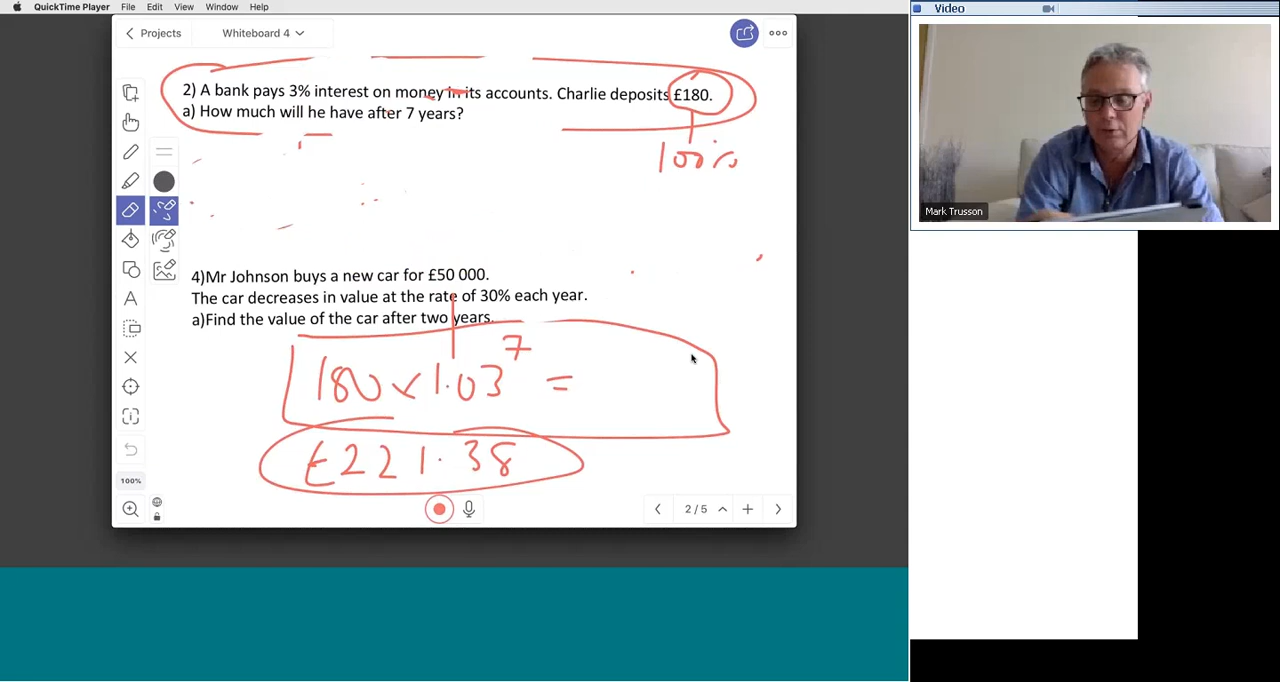 QuickTime Player File Edit View Window Help
Video
Projects
Whiteboard 4
2) A bank pays 3% interest on money in its accounts. Charlie deposits £180.
a) How much will he have after 7 years?
100%
Mark Trusson
4)Mr Johnson buys a new car for £50 000.
The car decreases in value at the rate of 30% each year.
a)Find the value of the car after two years.
180 × 1.03⁷ =
£221.38
A
100%
2 / 5